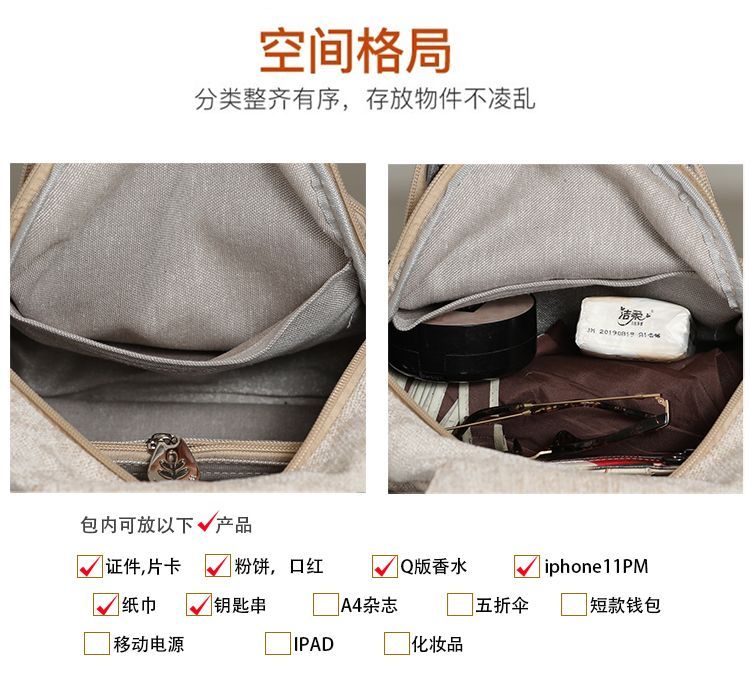 空间格局
分类整齐有序，存放物件不凌乱
洁柔
JM 20190819
包内可放以下✓产品
☑证件,片卡 ☑粉饼，口红 ☑Q版香水 ☑iphone11PM
☑纸巾 ☑钥匙串 ☐A4杂志 ☐五折伞 ☐短款钱包
☐移动电源 ☐IPAD ☐化妆品